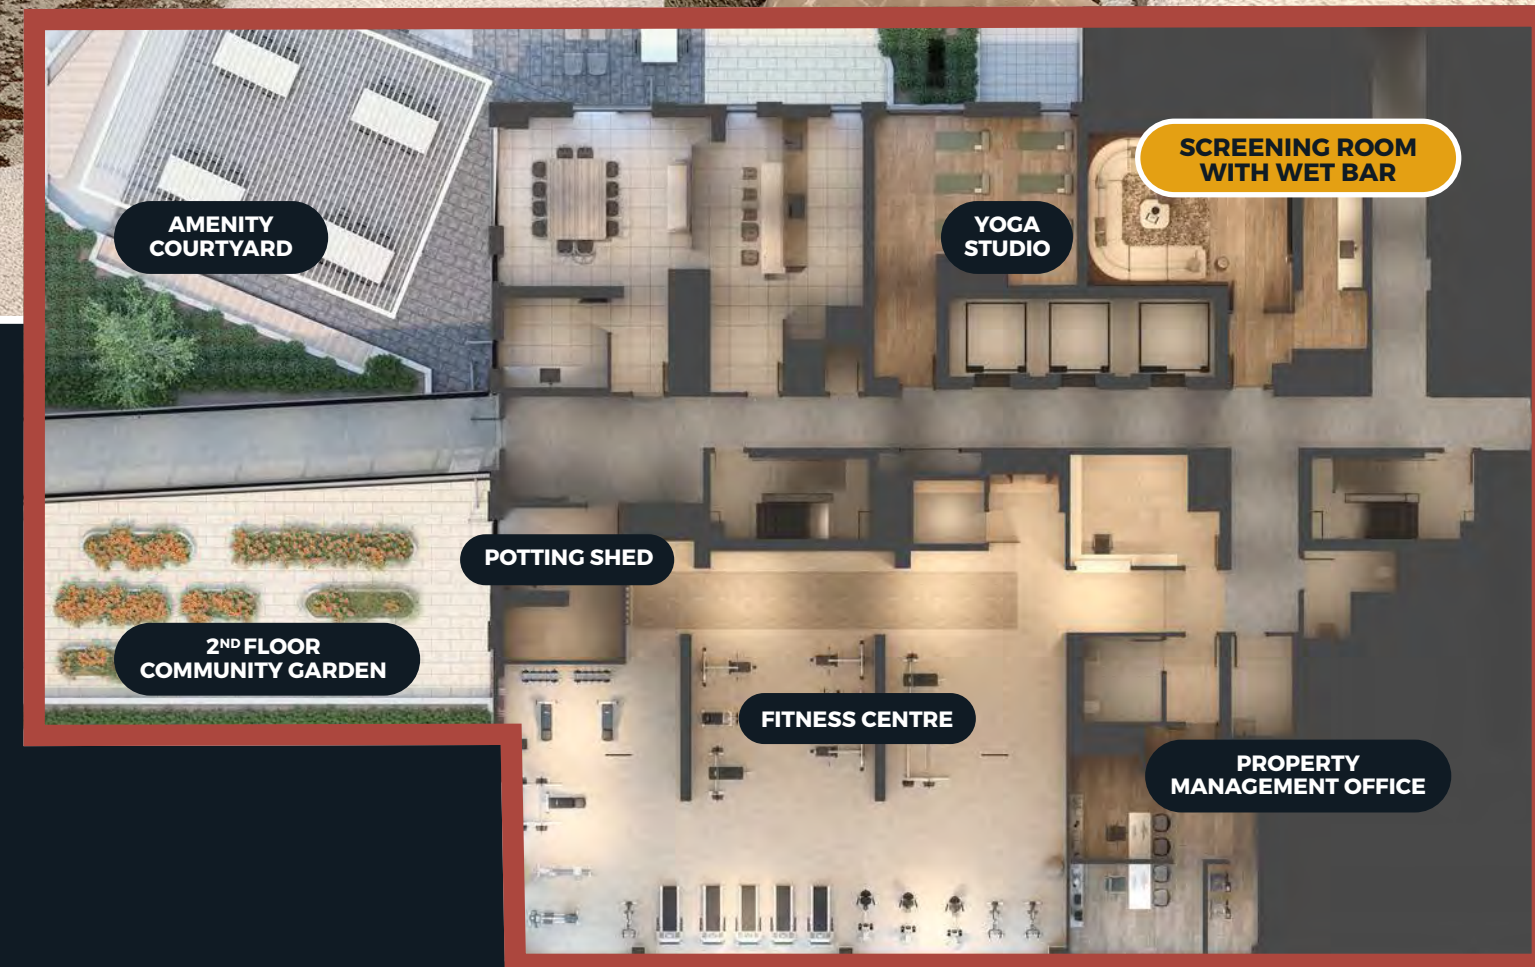 SCREENING ROOM
WITH WET BAR
AMENITY
COURTYARD
YOGA
STUDIO
POTTING SHED
2ND FLOOR
COMMUNITY GARDEN
FITNESS CENTRE
PROPERTY
MANAGEMENT OFFICE